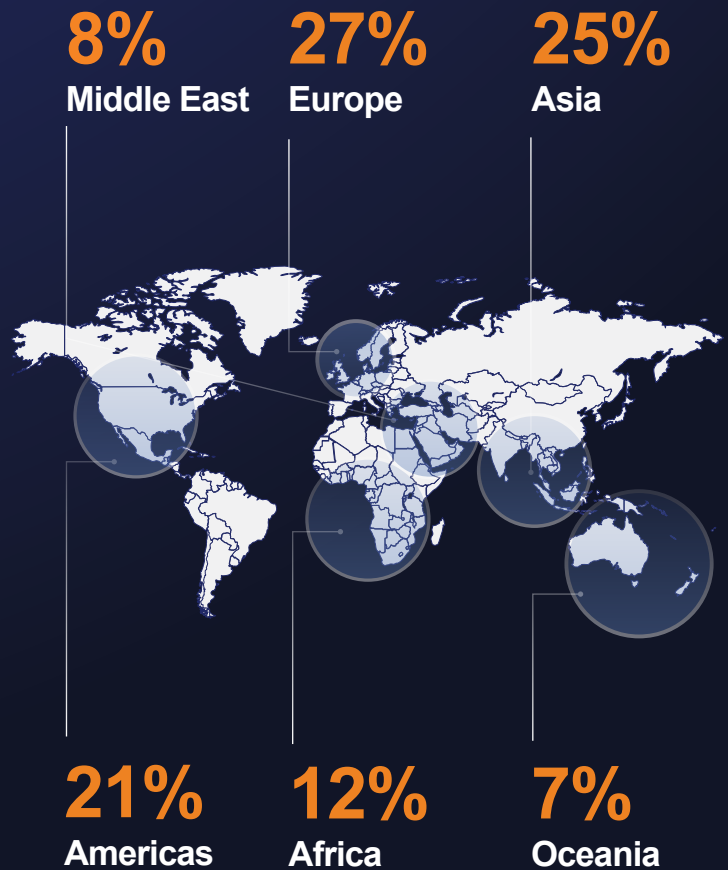 8%
Middle East
27%
Europe
25%
Asia
21%
Americas
12%
Africa
7%
Oceania